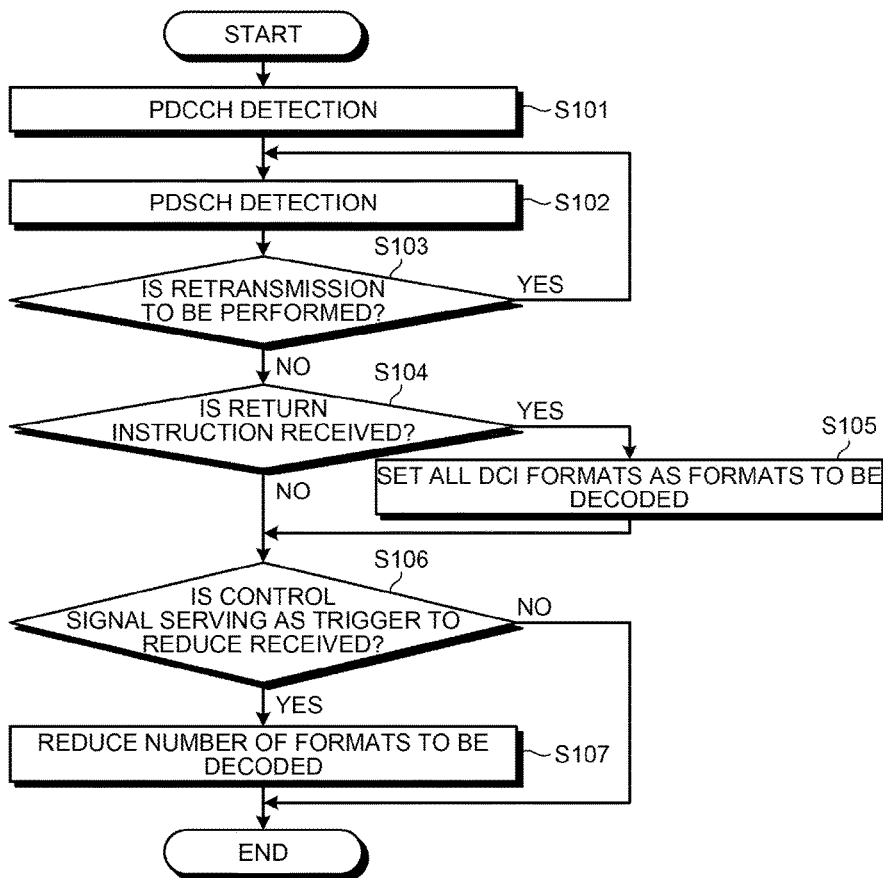 START
PDCCH DETECTION
S101
PDSCH DETECTION
S102
S103
IS RETRANSMISSION
TO BE PERFORMED?
YES
NO
S104
IS RETURN
INSTRUCTION RECEIVED?
YES
S105
SET ALL DCI FORMATS AS FORMATS TO BE
DECODED
NO
S106
IS CONTROL
SIGNAL SERVING AS TRIGGER TO
REDUCE RECEIVED?
NO
YES
REDUCE NUMBER OF FORMATS TO BE
DECODED
S107
END